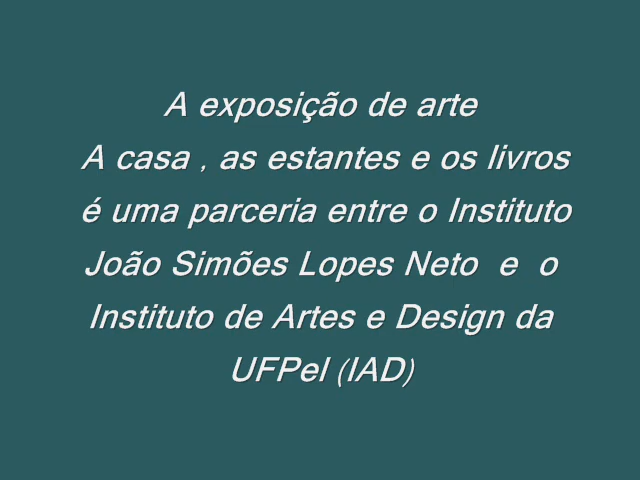 A exposição de arte
A casa , as estantes e os livros
é uma parceria entre o Instituto
João Simões Lopes Neto e o
Instituto de Artes e Design da
UFPel (IAD)